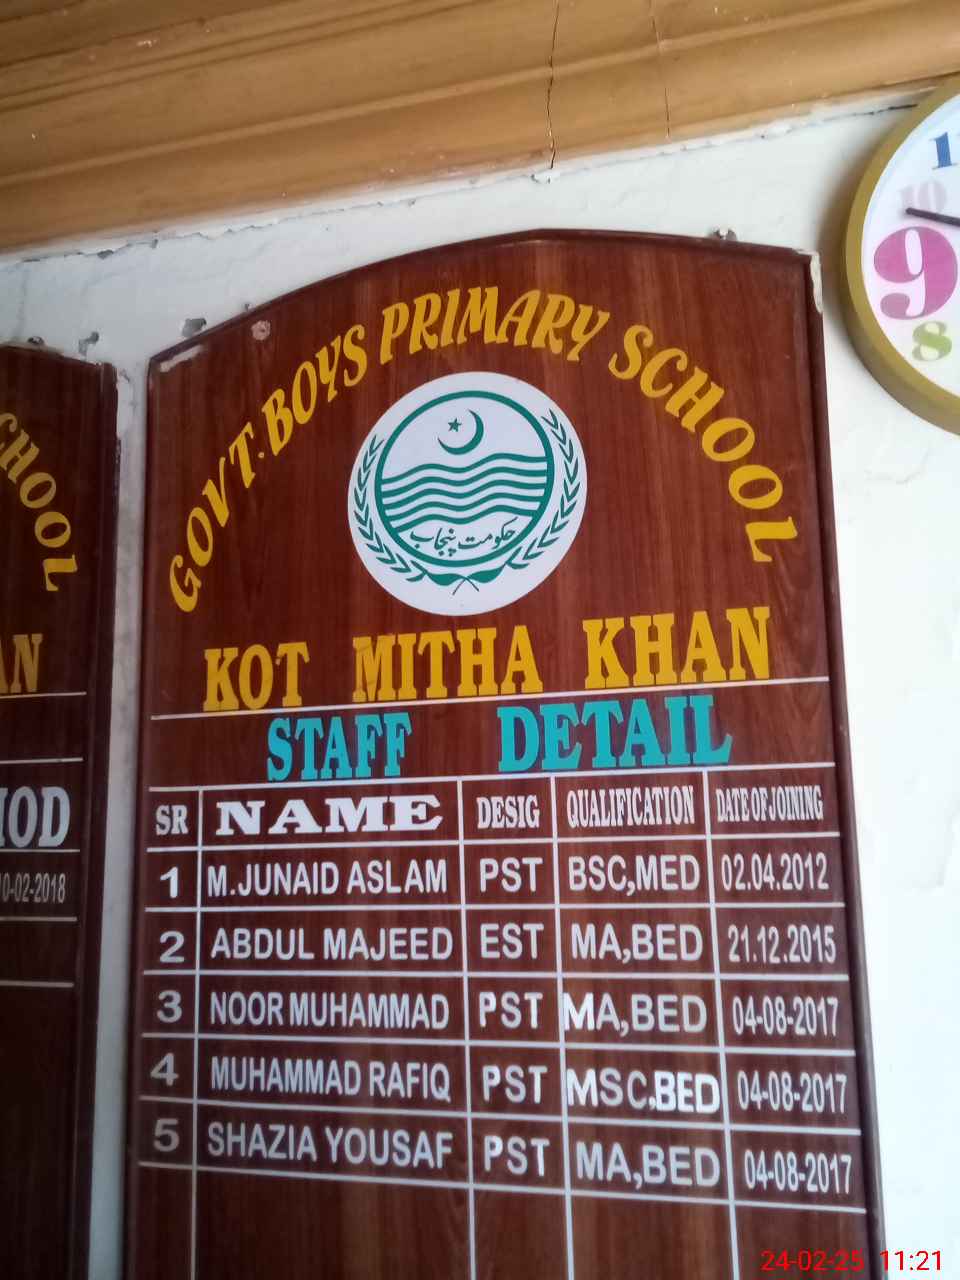 GOVT. BOYS PRIMARY SCHOOL
حکومت پنجاب
KOT MITHA KHAN
STAFF DETAIL
SR NAME DESIG QUALIFICATION DATE OF JOINING
1 M.JUNAID ASLAM PST BSC,MED 02.04.2012
2 ABDUL MAJEED EST MA,BED 21.12.2015
3 NOOR MUHAMMAD PST MA,BED 04-08-2017
4 MUHAMMAD RAFIQ PST MSC,BED 04-08-2017
5 SHAZIA YOUSAF PST MA,BED 04-08-2017
10
9
8
24-02-25 11:21